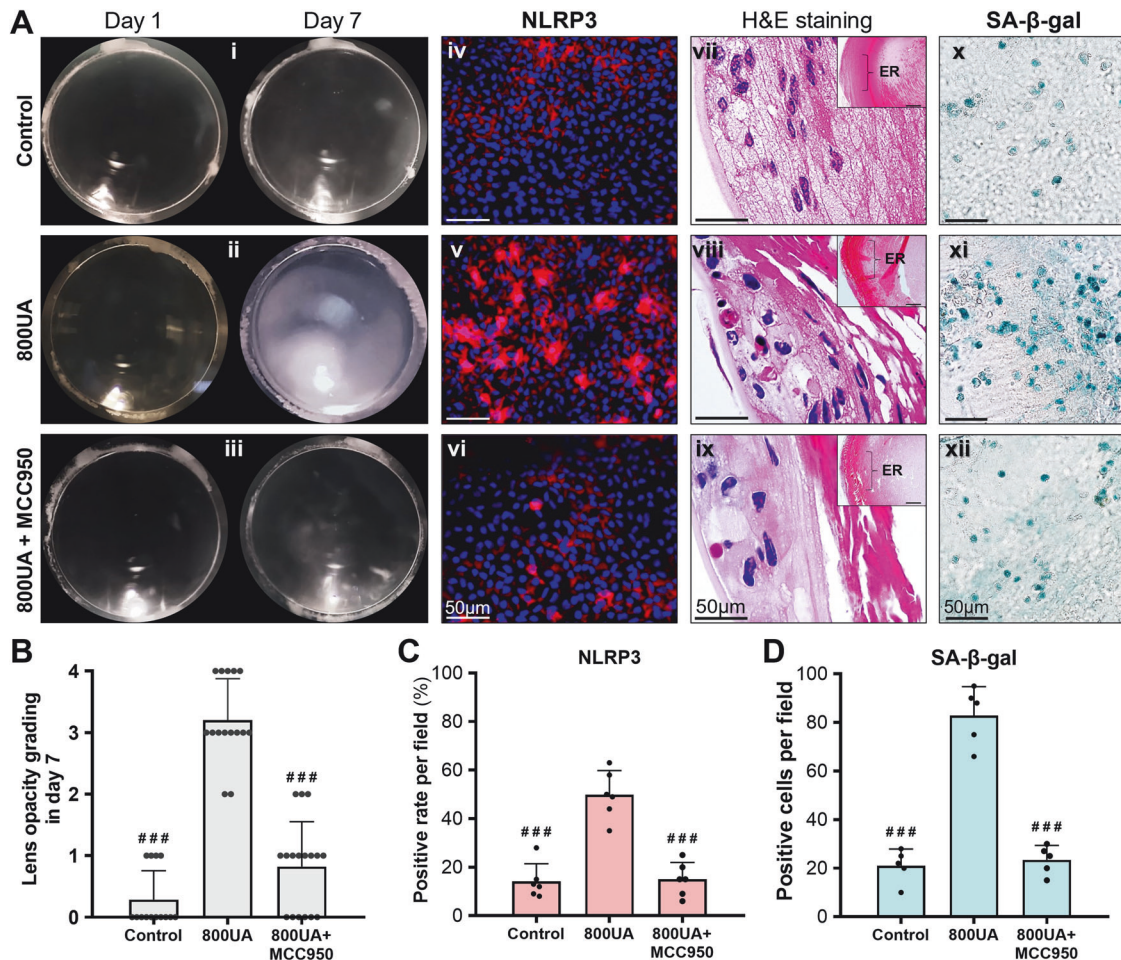 A
Day 1
Day 7
NLRP3
H&E staining
SA-β-gal
Control
i
iv
vii
ER
x
800UA
ii
v
viii
ER
xi
800UA + MCC950
iii
vi
50μm
ix
ER
50μm
xii
50μm
B
Lens opacity grading
in day 7
4
3
2
1
0
###
###
Control
800UA
800UA+
MCC950
C
NLRP3
Positive rate per field (%)
100
80
60
40
20
0
###
###
Control
800UA
800UA+
MCC950
D
SA-β-gal
Positive cells per field
100
80
60
40
20
0
###
###
Control
800UA
800UA+
MCC950